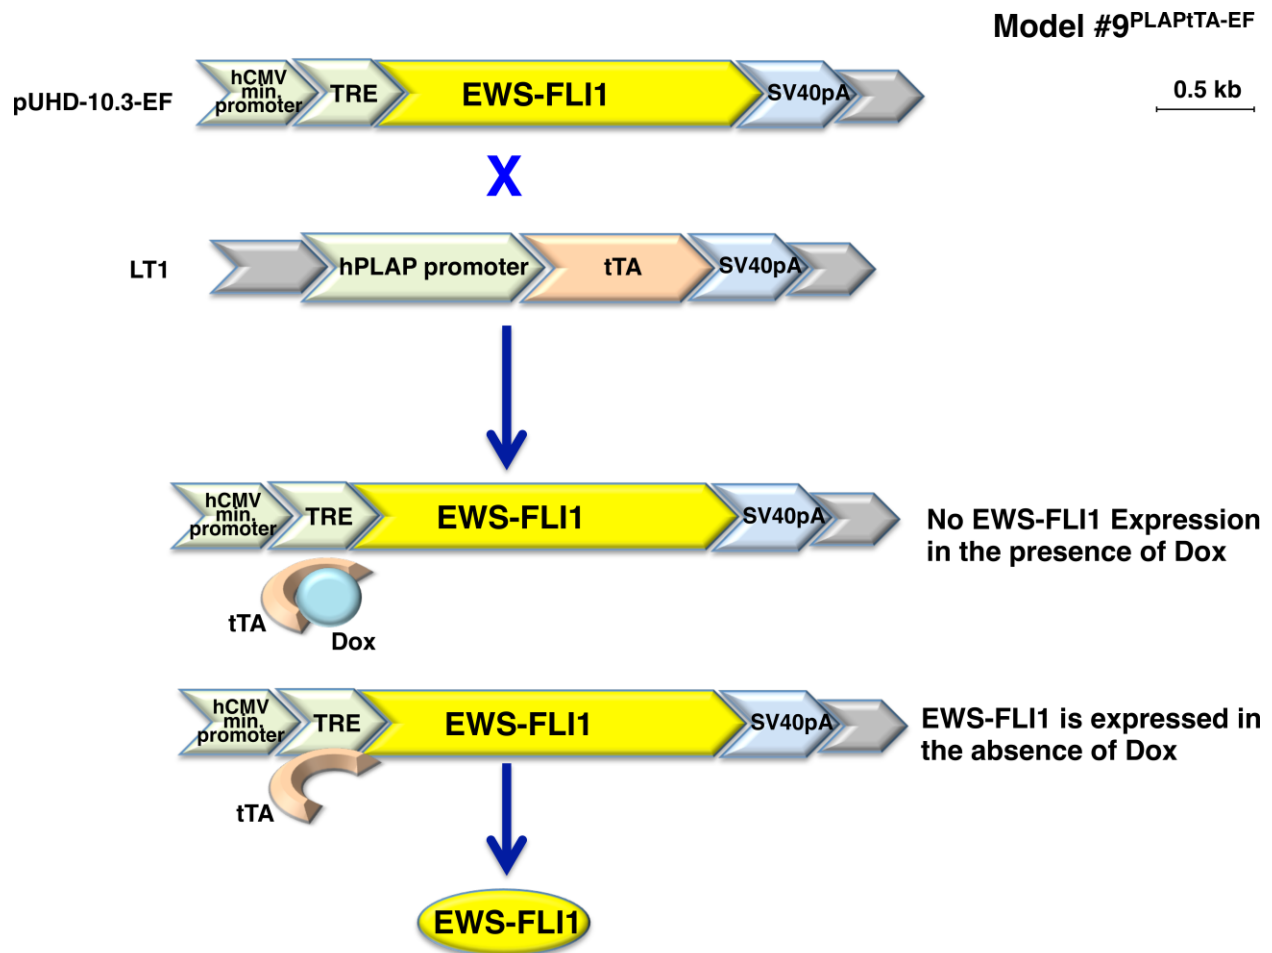 Model #9PLAPtTA-EF
0.5 kb
pUHD-10.3-EF
hCMV
min.
promoter
TRE
EWS-FLI1
SV40pA
X
LT1
hPLAP promoter
tTA
SV40pA
hCMV
min.
promoter
TRE
EWS-FLI1
SV40pA
No EWS-FLI1 Expression
in the presence of Dox
tTA
Dox
hCMV
min.
promoter
TRE
EWS-FLI1
SV40pA
EWS-FLI1 is expressed in
the absence of Dox
tTA
EWS-FLI1